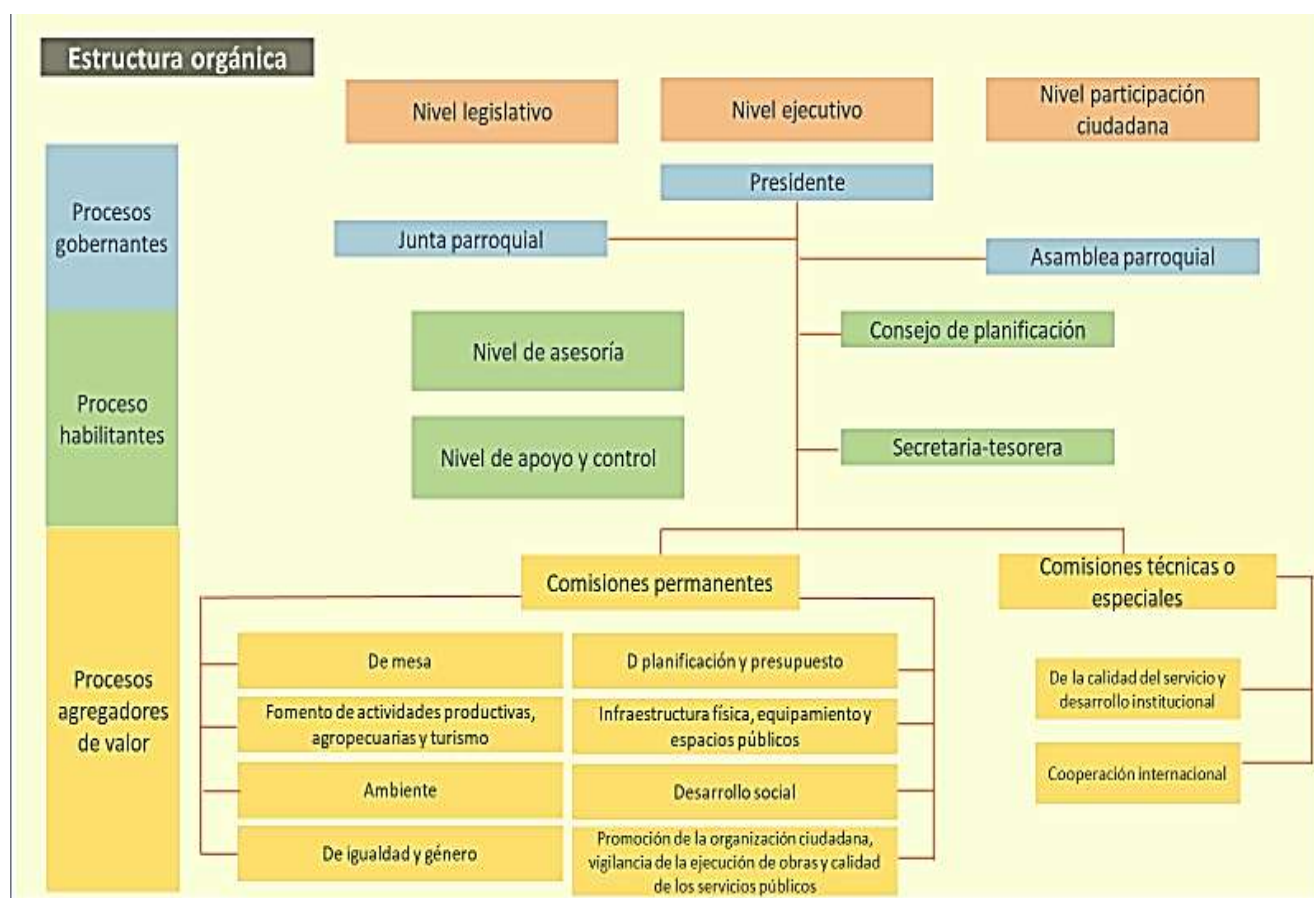 Estructura orgánica
Nivel legislativo
Nivel ejecutivo
Nivel participación
ciudadana
Procesos
gobernantes
Presidente
Junta parroquial
Asamblea parroquial
Proceso
habilitantes
Nivel de asesoría
Consejo de planificación
Nivel de apoyo y control
Secretaria-tesorera
Procesos
agregadores
de valor
Comisiones permanentes
De mesa
D planificación y presupuesto
Fomento de actividades productivas,
agropecuarias y turismo
Infraestructura física, equipamiento y
espacios públicos
Ambiente
Desarrollo social
De igualdad y género
Promoción de la organización ciudadana,
vigilancia de la ejecución de obras y calidad
de los servicios públicos
Comisiones técnicas o
especiales
De la calidad del servicio y
desarrollo institucional
Cooperación internacional